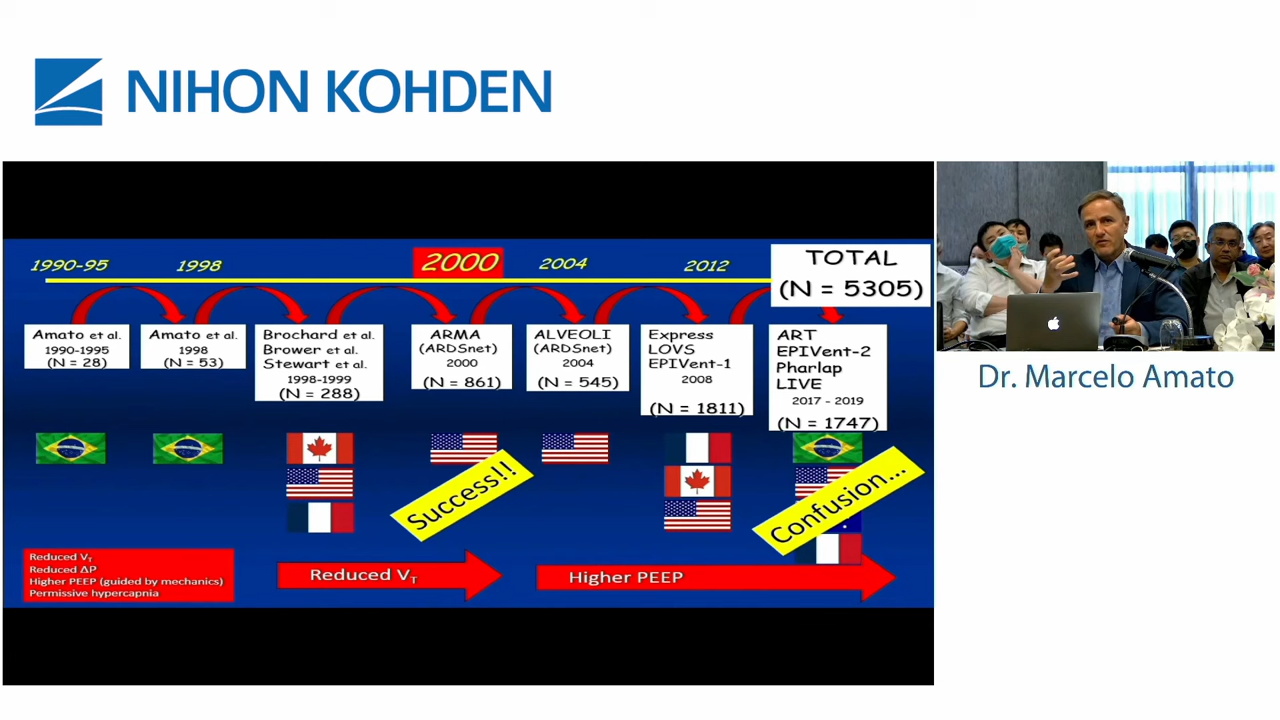 NIHON KOHDEN
1990-95
1998
2000
2004
2012
TOTAL
(N = 5305)
Amato et al.
1990-1995
(N = 28)
Amato et al.
1998
(N = 53)
Brochard et al.
Brower et al.
Stewart et al.
1998-1999
(N = 288)
ARMA
(ARDSnet)
2000
(N = 861)
ALVEOLI
(ARDSnet)
2004
(N = 545)
Express
LOVS
EPIVent-1
2008
(N = 1811)
ART
EPIVent-2
Pharlap
LIVE
2017 - 2019
(N = 1747)
Success!!
Confusion...
Reduced VT
Reduced ΔP
Higher PEEP (guided by mechanics)
Permissive hypercapnia
Reduced VT
Higher PEEP
Dr. Marcelo Amato